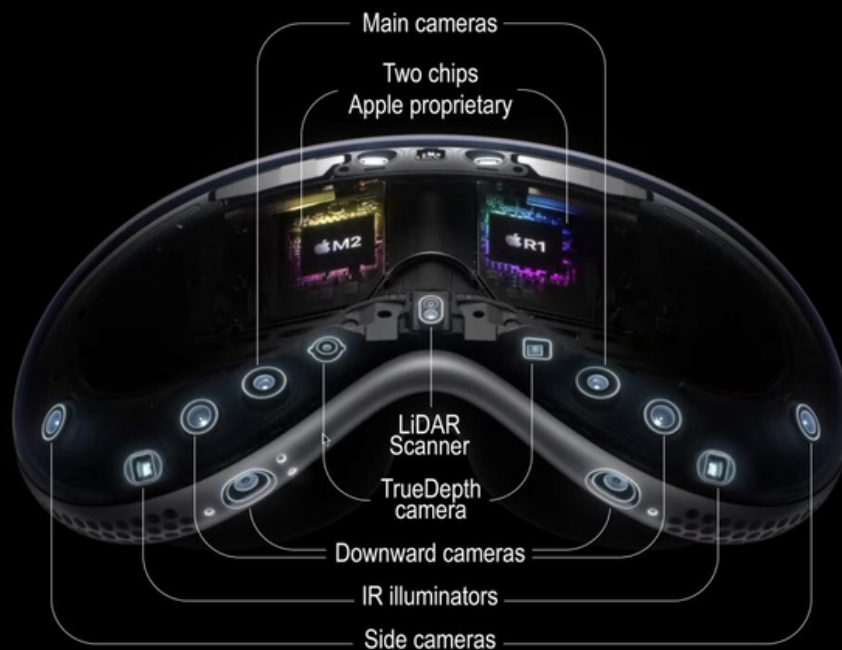 Main cameras
Two chips
Apple proprietary
M2
R1
LiDAR
Scanner
TrueDepth
camera
Downward cameras
IR illuminators
Side cameras